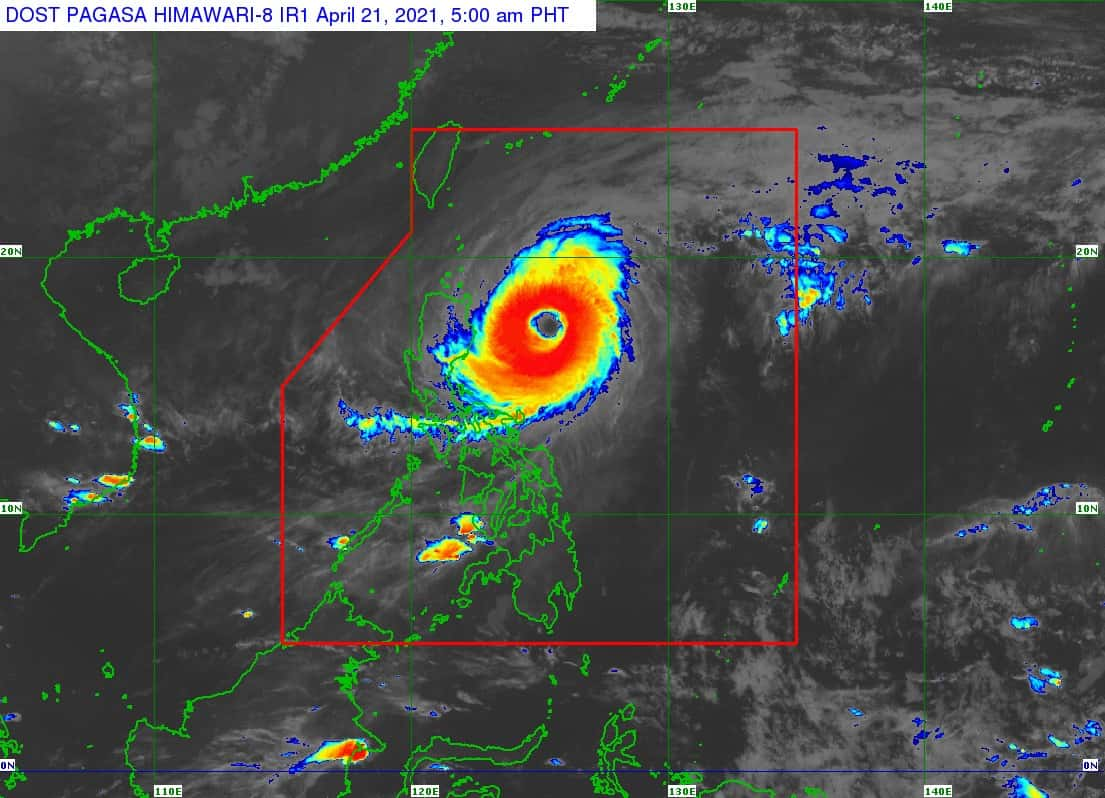 DOST PAGASA HIMAWARI-8 IR1 April 21, 2021, 5:00 am PHT
130E
140E
20N
20N
10N
10N
0N
0N
110E
120E
130E
140E